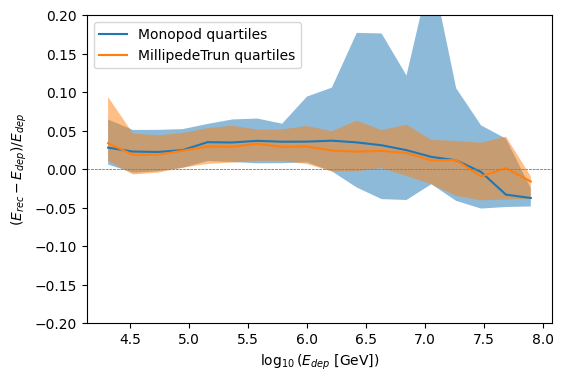 Monopod quartiles
MillipedeTrun quartiles
0.20
0.15
0.10
0.05
0.00
−0.05
−0.10
−0.15
−0.20
(E_rec − E_dep)/E_dep
4.5 5.0 5.5 6.0 6.5 7.0 7.5 8.0
log10(E_dep [GeV])